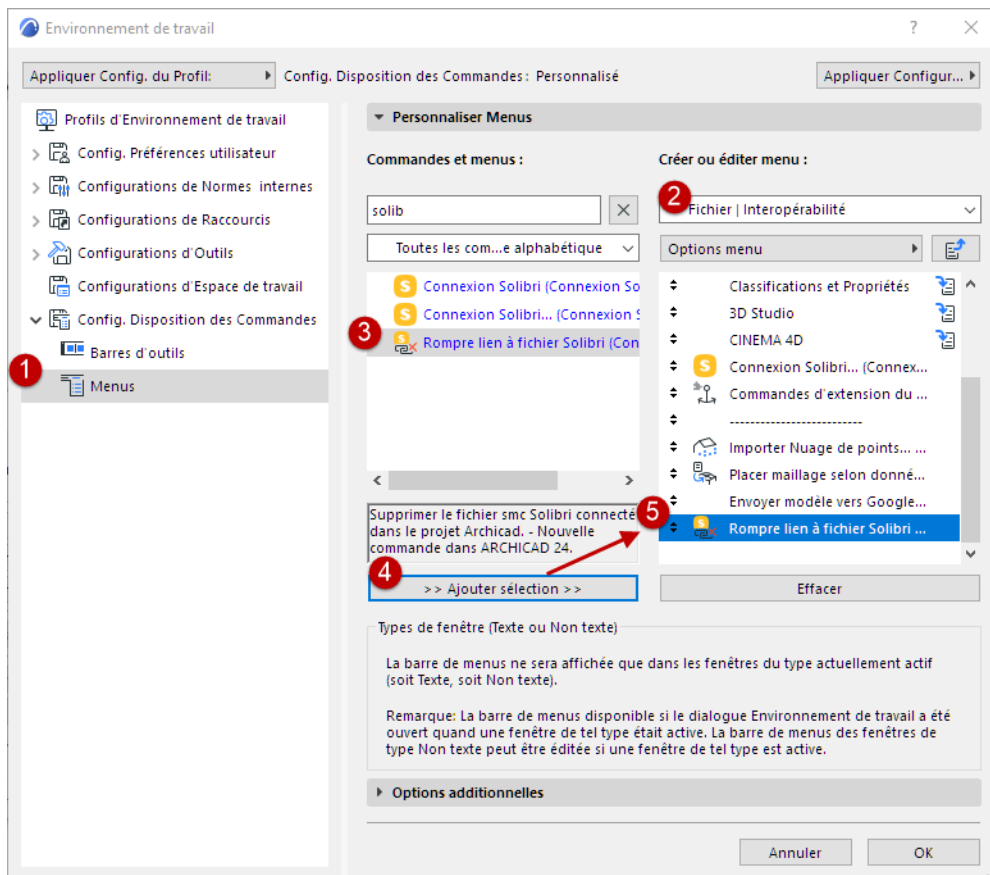 Environnement de travail
?
Appliquer Config. du Profil:
Config. Disposition des Commandes: Personnalisé
Appliquer Configur...
Profils d'Environnement de travail
Config. Préférences utilisateur
Configurations de Normes internes
Configurations de Raccourcis
Configurations d'Outils
Configurations d'Espace de travail
Config. Disposition des Commandes
Barres d'outils
1
Menus
Personnaliser Menus
Commandes et menus :
solib
Toutes les com...e alphabétique
S Connexion Solibri (Connexion So
S Connexion Solibri... (Connexion S
3
S Rompre lien à fichier Solibri (Con
Supprimer le fichier smc Solibri connecté
dans le projet Archicad. - Nouvelle
commande dans ARCHICAD 24.
4
>> Ajouter sélection >>
Créer ou éditer menu :
2
Fichier | Interopérabilité
Options menu
Classifications et Propriétés
3D Studio
CINEMA 4D
S Connexion Solibri... (Connex...
Commandes d'extension du ...
--------------------------
Importer Nuage de points... ...
Placer maillage selon donné...
Envoyer modèle vers Google...
5
S Rompre lien à fichier Solibri ...
Effacer
Types de fenêtre (Texte ou Non texte)
La barre de menus ne sera affichée que dans les fenêtres du type actuellement actif
(soit Texte, soit Non texte).
Remarque: La barre de menus disponible si le dialogue Environnement de travail a été
ouvert quand une fenêtre de tel type était active. La barre de menus des fenêtres de
type Non texte peut être éditée si une fenêtre de tel type est active.
Options additionnelles
Annuler
OK